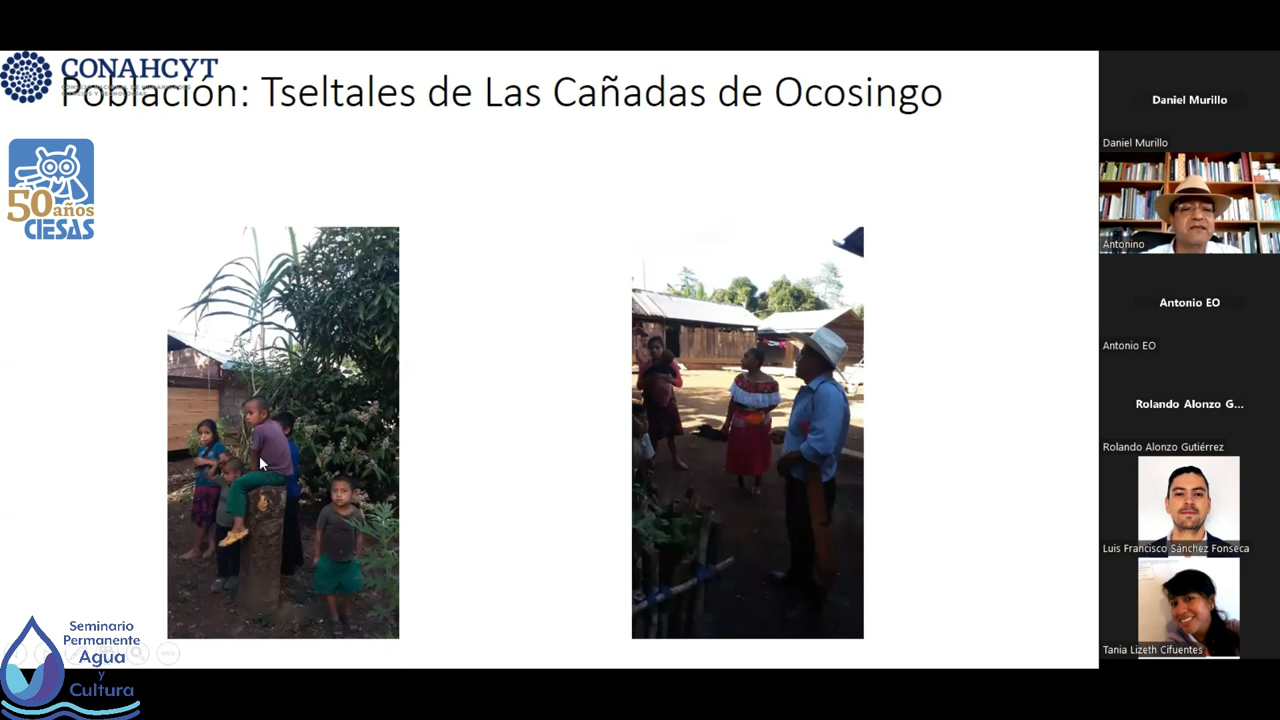 CONAHCYT
Población: Tseltales de Las Cañadas de Ocosingo
50 años
CIESAS
Seminario
Permanente
Agua
y
Cultura
Daniel Murillo
Daniel Murillo
Antonino
Antonio EO
Antonio EO
Rolando Alonzo G...
Rolando Alonzo Gutiérrez
Luis Francisco Sánchez Fonseca
Tania Lizeth Cifuentes